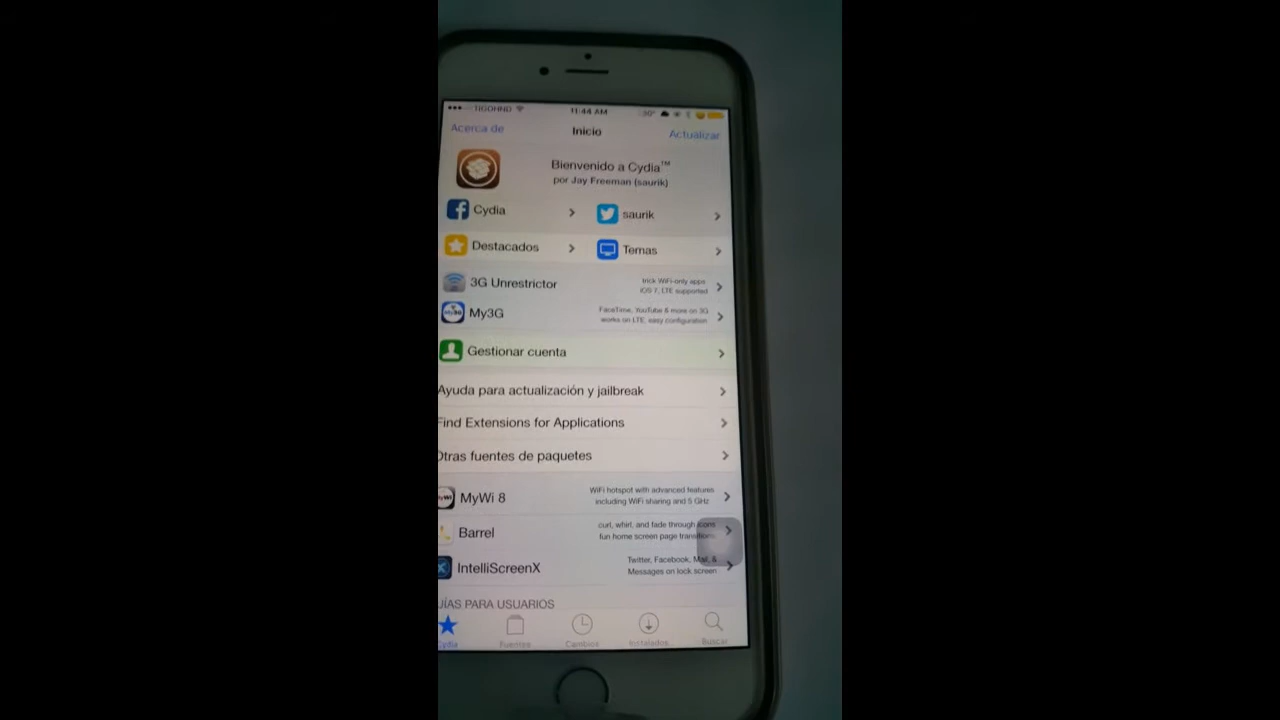 TIGOHND
11:44 AM
30°
Acerca de
Inicio
Actualizar
Bienvenido a Cydia™
por Jay Freeman (saurik)
Cydia
saurik
Destacados
Temas
3G Unrestrictor
trick WiFi-only apps
iOS 7, LTE supported
My3G
FaceTime, YouTube & more on 3G
works on LTE, easy configuration
Gestionar cuenta
Ayuda para actualización y jailbreak
Find Extensions for Applications
Otras fuentes de paquetes
MyWi 8
WiFi hotspot with advanced features
including WiFi sharing and 5 GHz
Barrel
curl, whirl, and fade through icons
fun home screen page transitions
IntelliScreenX
Twitter, Facebook, Mail, &
Messages on lock screen
UÍAS PARA USUARIOS
Cydia
Fuentes
Cambios
Instalados
Buscar